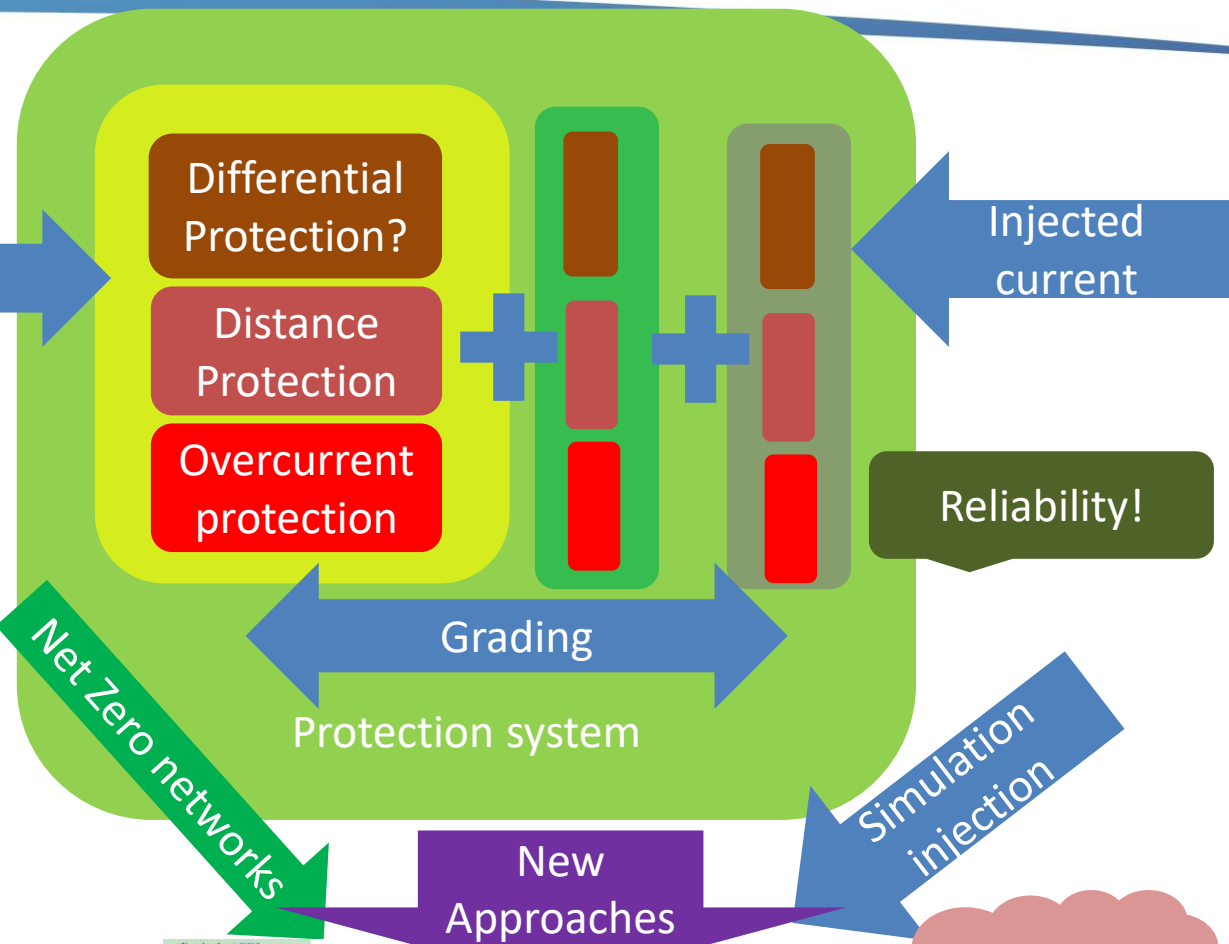 Differential
Protection?
Distance
Protection
Overcurrent
protection
Injected
current
Reliability!
Grading
Protection system
Net Zero networks
Simulation
injection
New
Approaches